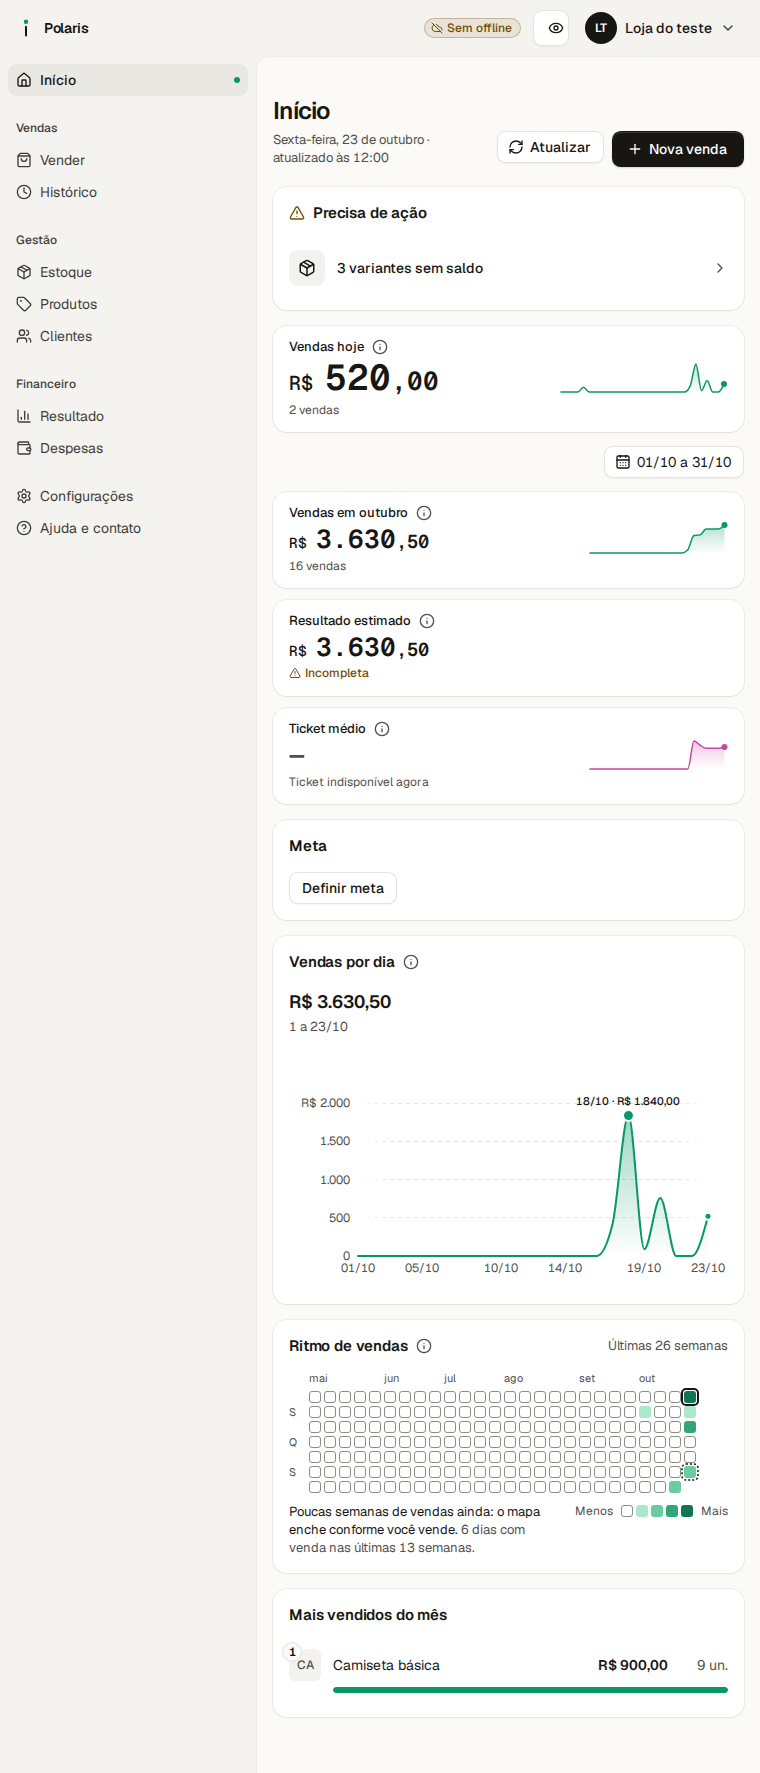 Polaris
Sem offline
LT
Loja do teste
Início
Vendas
Vender
Histórico
Gestão
Estoque
Produtos
Clientes
Financeiro
Resultado
Despesas
Configurações
Ajuda e contato
Início
Sexta-feira, 23 de outubro ·
atualizado às 12:00
Atualizar
Nova venda
Precisa de ação
3 variantes sem saldo
Vendas hoje
R$ 520,00
2 vendas
01/10 a 31/10
Vendas em outubro
R$ 3.630,50
16 vendas
Resultado estimado
R$ 3.630,50
Incompleta
Ticket médio
—
Ticket indisponível agora
Meta
Definir meta
Vendas por dia
R$ 3.630,50
1 a 23/10
18/10 · R$ 1.840,00
R$ 2.000
1.500
1.000
500
0
01/10 05/10 10/10 14/10 19/10 23/10
Ritmo de vendas
Últimas 26 semanas
mai jun jul ago set out
S
Q
S
Poucas semanas de vendas ainda: o mapa
enche conforme você vende. 6 dias com
venda nas últimas 13 semanas.
Menos Mais
Mais vendidos do mês
1
CA
Camiseta básica R$ 900,00 9 un.